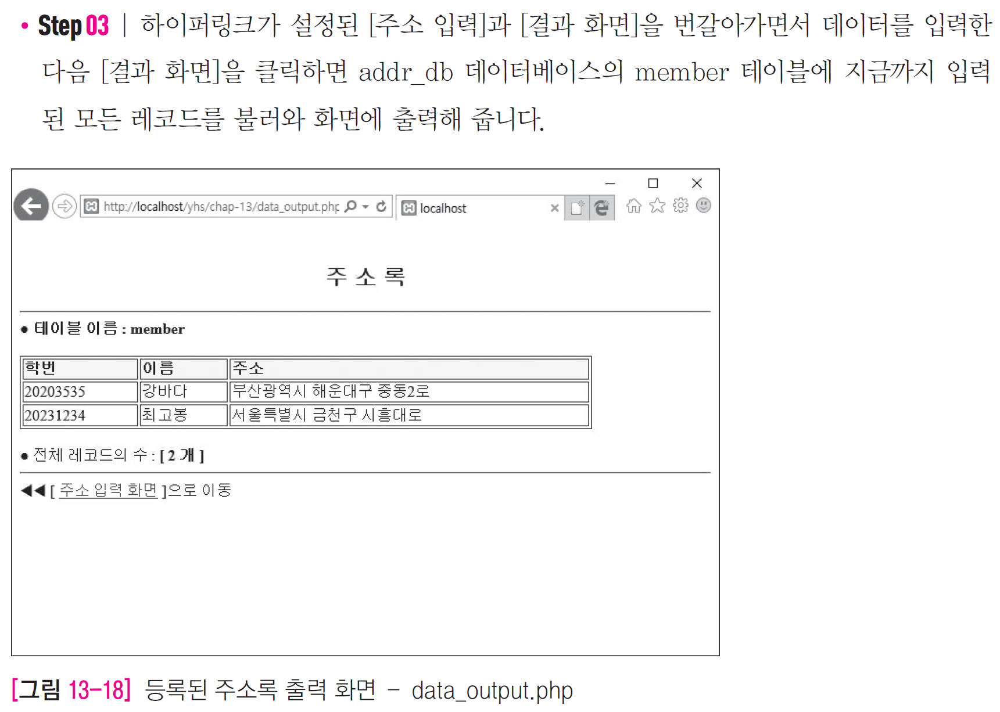 • Step 03 | 하이퍼링크가 설정된 [주소 입력]과 [결과 화면]을 번갈아가면서 데이터를 입력한
다음 [결과 화면]을 클릭하면 addr_db 데이터베이스의 member 테이블에 지금까지 입력
된 모든 레코드를 불러와 화면에 출력해 줍니다.
http://localhost/yhs/chap-13/data_output.php localhost
주 소 록
● 테이블 이름 : member
학번 이름 주소
20203535 강바다 부산광역시 해운대구 중동2로
20231234 최고봉 서울특별시 금천구 시흥대로
● 전체 레코드의 수 : [ 2 개 ]
◀◀ [ 주소 입력 화면 ]으로 이동
[그림 13-18] 등록된 주소록 출력 화면 - data_output.php